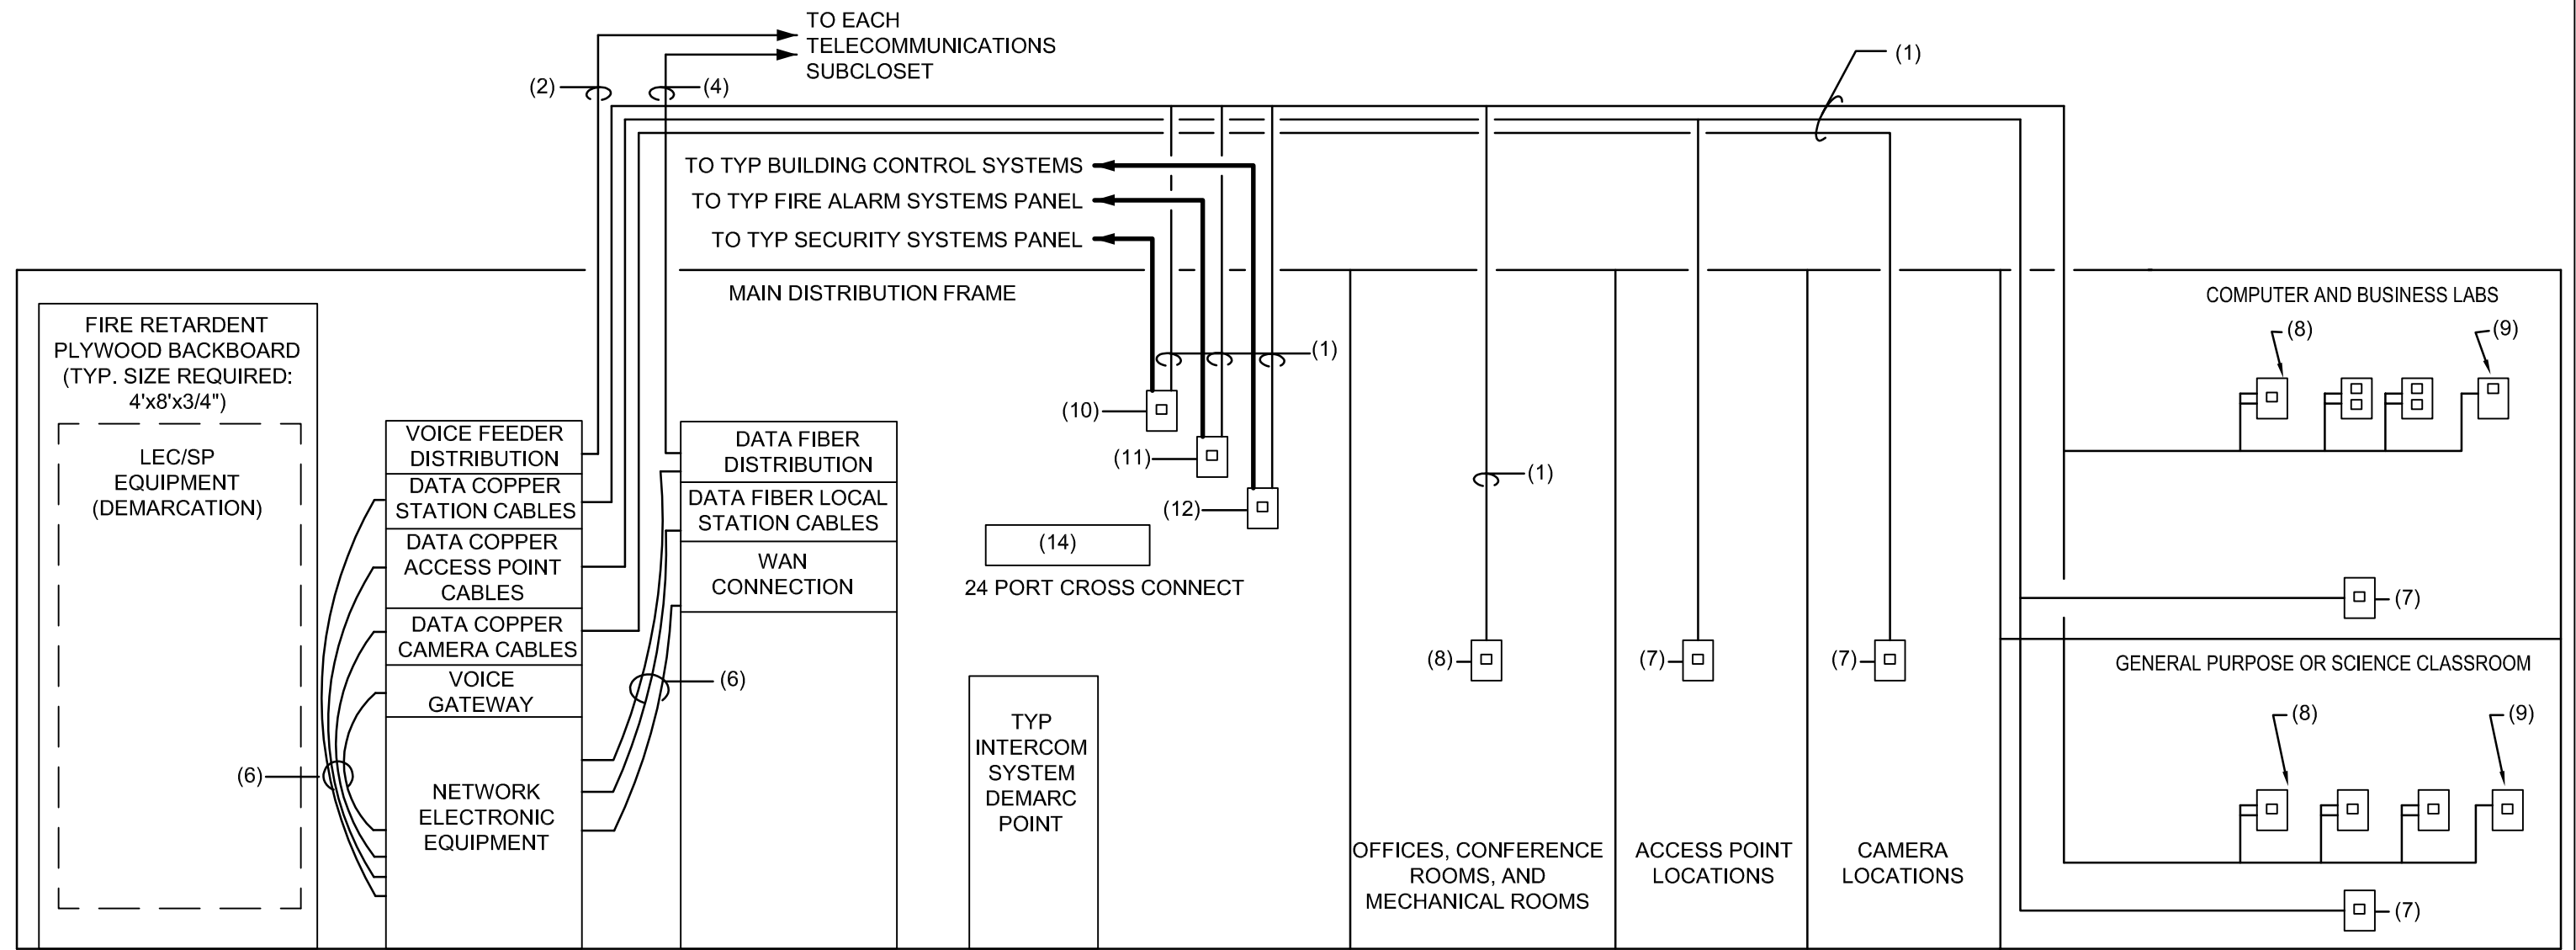 TO EACH
TELECOMMUNICATIONS
SUBCLOSET
(2)
(4)
(1)
TO TYP BUILDING CONTROL SYSTEMS
TO TYP FIRE ALARM SYSTEMS PANEL
TO TYP SECURITY SYSTEMS PANEL
MAIN DISTRIBUTION FRAME
FIRE RETARDENT
PLYWOOD BACKBOARD
(TYP. SIZE REQUIRED:
4'x8'x3/4")
LEC/SP
EQUIPMENT
(DEMARCATION)
(6)
VOICE FEEDER
DISTRIBUTION
DATA COPPER
STATION CABLES
DATA COPPER
ACCESS POINT
CABLES
DATA COPPER
CAMERA CABLES
VOICE
GATEWAY
NETWORK
ELECTRONIC
EQUIPMENT
DATA FIBER
DISTRIBUTION
DATA FIBER LOCAL
STATION CABLES
WAN
CONNECTION
(6)
(1)
(10)
(11)
(12)
(14)
24 PORT CROSS CONNECT
TYP
INTERCOM
SYSTEM
DEMARC
POINT
(1)
(8)
OFFICES, CONFERENCE
ROOMS, AND
MECHANICAL ROOMS
(7)
ACCESS POINT
LOCATIONS
(7)
CAMERA
LOCATIONS
COMPUTER AND BUSINESS LABS
(8)
(9)
(7)
GENERAL PURPOSE OR SCIENCE CLASSROOM
(8)
(9)
(7)